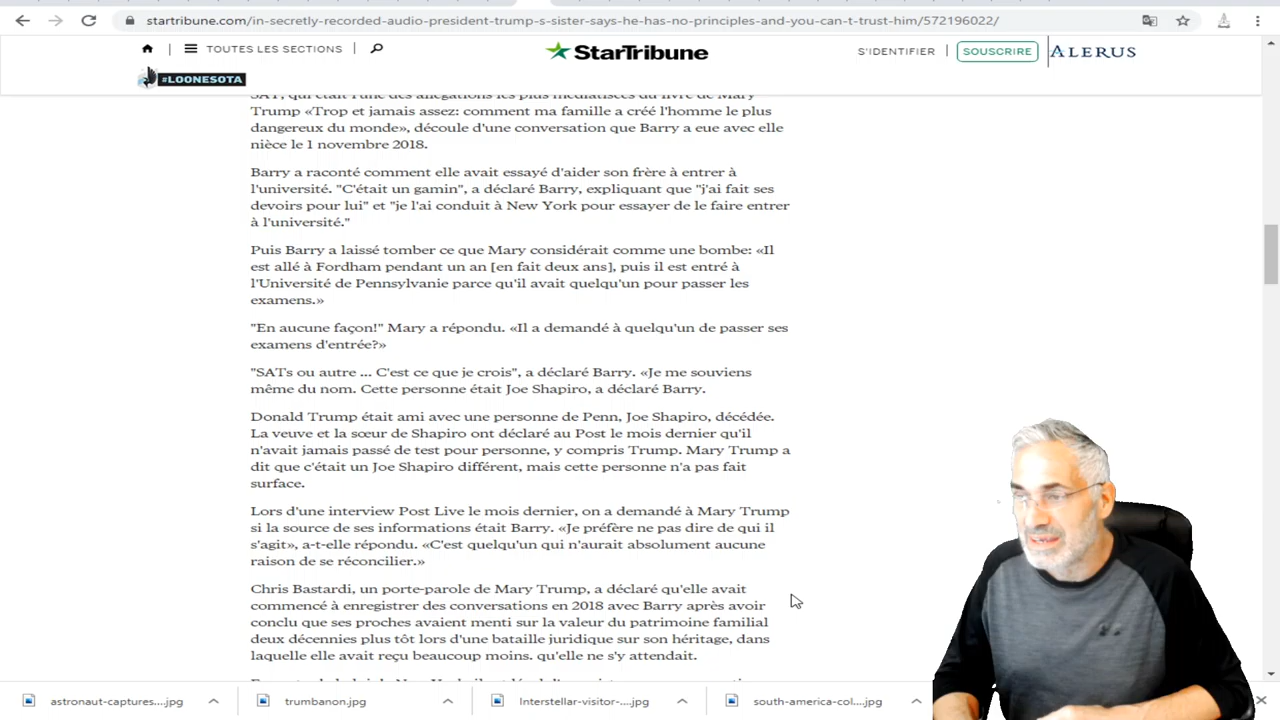 startribune.com/in-secretly-recorded-audio-president-trump-s-sister-says-he-has-no-principles-and-you-can-t-trust-him/572196022/
TOUTES LES SECTIONS
StarTribune
S'IDENTIFIER
SOUSCRIRE
ALERUS
#LOONESOTA
SAT, qui était l'une des allégations les plus médiatisées du livre de Mary
Trump «Trop et jamais assez: comment ma famille a créé l'homme le plus
dangereux du monde», découle d'une conversation que Barry a eue avec elle
nièce le 1 novembre 2018.
Barry a raconté comment elle avait essayé d'aider son frère à entrer à
l'université. "C'était un gamin", a déclaré Barry, expliquant que "j'ai fait ses
devoirs pour lui" et "je l'ai conduit à New York pour essayer de le faire entrer
à l'université."
Puis Barry a laissé tomber ce que Mary considérait comme une bombe: «Il
est allé à Fordham pendant un an [en fait deux ans], puis il est entré à
l'Université de Pennsylvanie parce qu'il avait quelqu'un pour passer les
examens.»
"En aucune façon!" Mary a répondu. «Il a demandé à quelqu'un de passer ses
examens d'entrée?»
"SATs ou autre ... C'est ce que je crois", a déclaré Barry. «Je me souviens
même du nom. Cette personne était Joe Shapiro, a déclaré Barry.
Donald Trump était ami avec une personne de Penn, Joe Shapiro, décédée.
La veuve et la sœur de Shapiro ont déclaré au Post le mois dernier qu'il
n'avait jamais passé de test pour personne, y compris Trump. Mary Trump a
dit que c'était un Joe Shapiro différent, mais cette personne n'a pas fait
surface.
Lors d'une interview Post Live le mois dernier, on a demandé à Mary Trump
si la source de ses informations était Barry. «Je préfère ne pas dire de qui il
s'agit», a-t-elle répondu. «C'est quelqu'un qui n'aurait absolument aucune
raison de se réconcilier.»
Chris Bastardi, un porte-parole de Mary Trump, a déclaré qu'elle avait
commencé à enregistrer des conversations en 2018 avec Barry après avoir
conclu que ses proches avaient menti sur la valeur du patrimoine familial
deux décennies plus tôt lors d'une bataille juridique sur son héritage, dans
laquelle elle avait reçu beaucoup moins. qu'elle ne s'y attendait.
astronaut-captures....jpg
trumbanon.jpg
Interstellar-visitor-....jpg
south-america-col....jpg